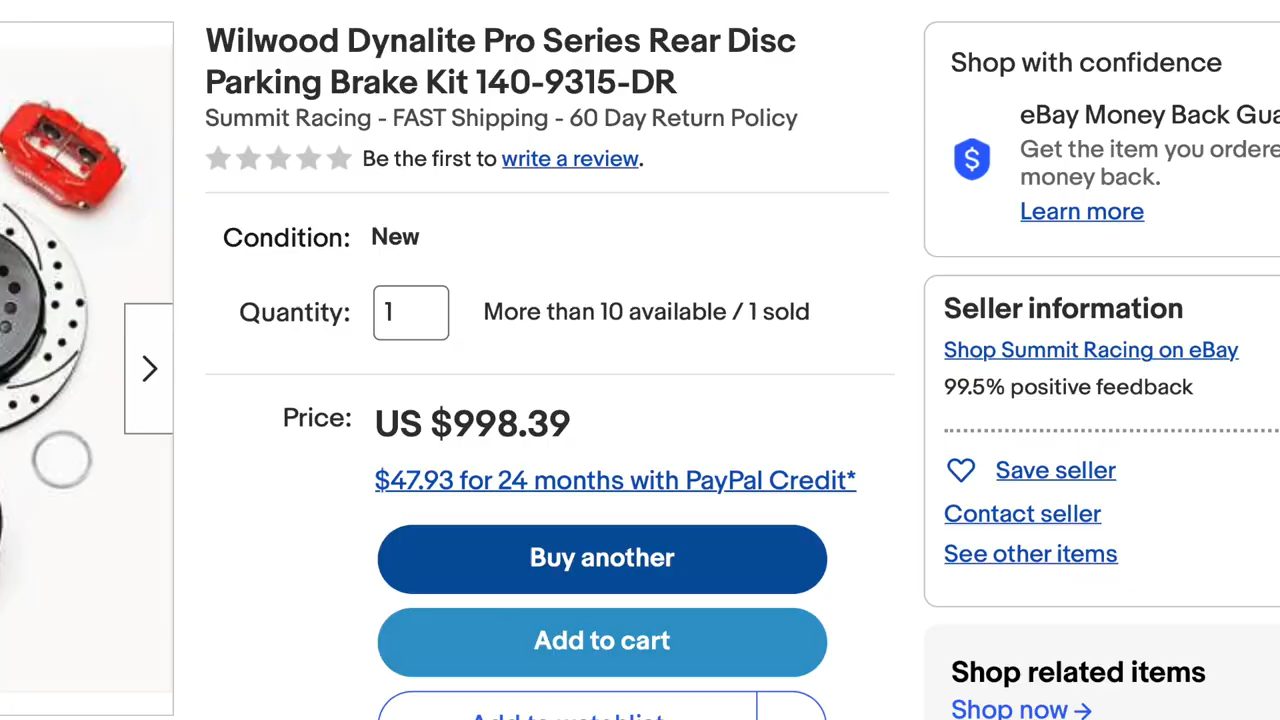 Wilwood Dynalite Pro Series Rear Disc
Parking Brake Kit 140-9315-DR
Summit Racing - FAST Shipping - 60 Day Return Policy
Be the first to write a review.
Condition: New
Quantity: 1 More than 10 available / 1 sold
Price: US $998.39
$47.93 for 24 months with PayPal Credit*
Buy another
Add to cart
Add to watchlist
Shop with confidence
eBay Money Back Gua
$
Get the item you ordere
money back.
Learn more
Seller information
Shop Summit Racing on eBay
99.5% positive feedback
Save seller
Contact seller
See other items
Shop related items
Shop now →